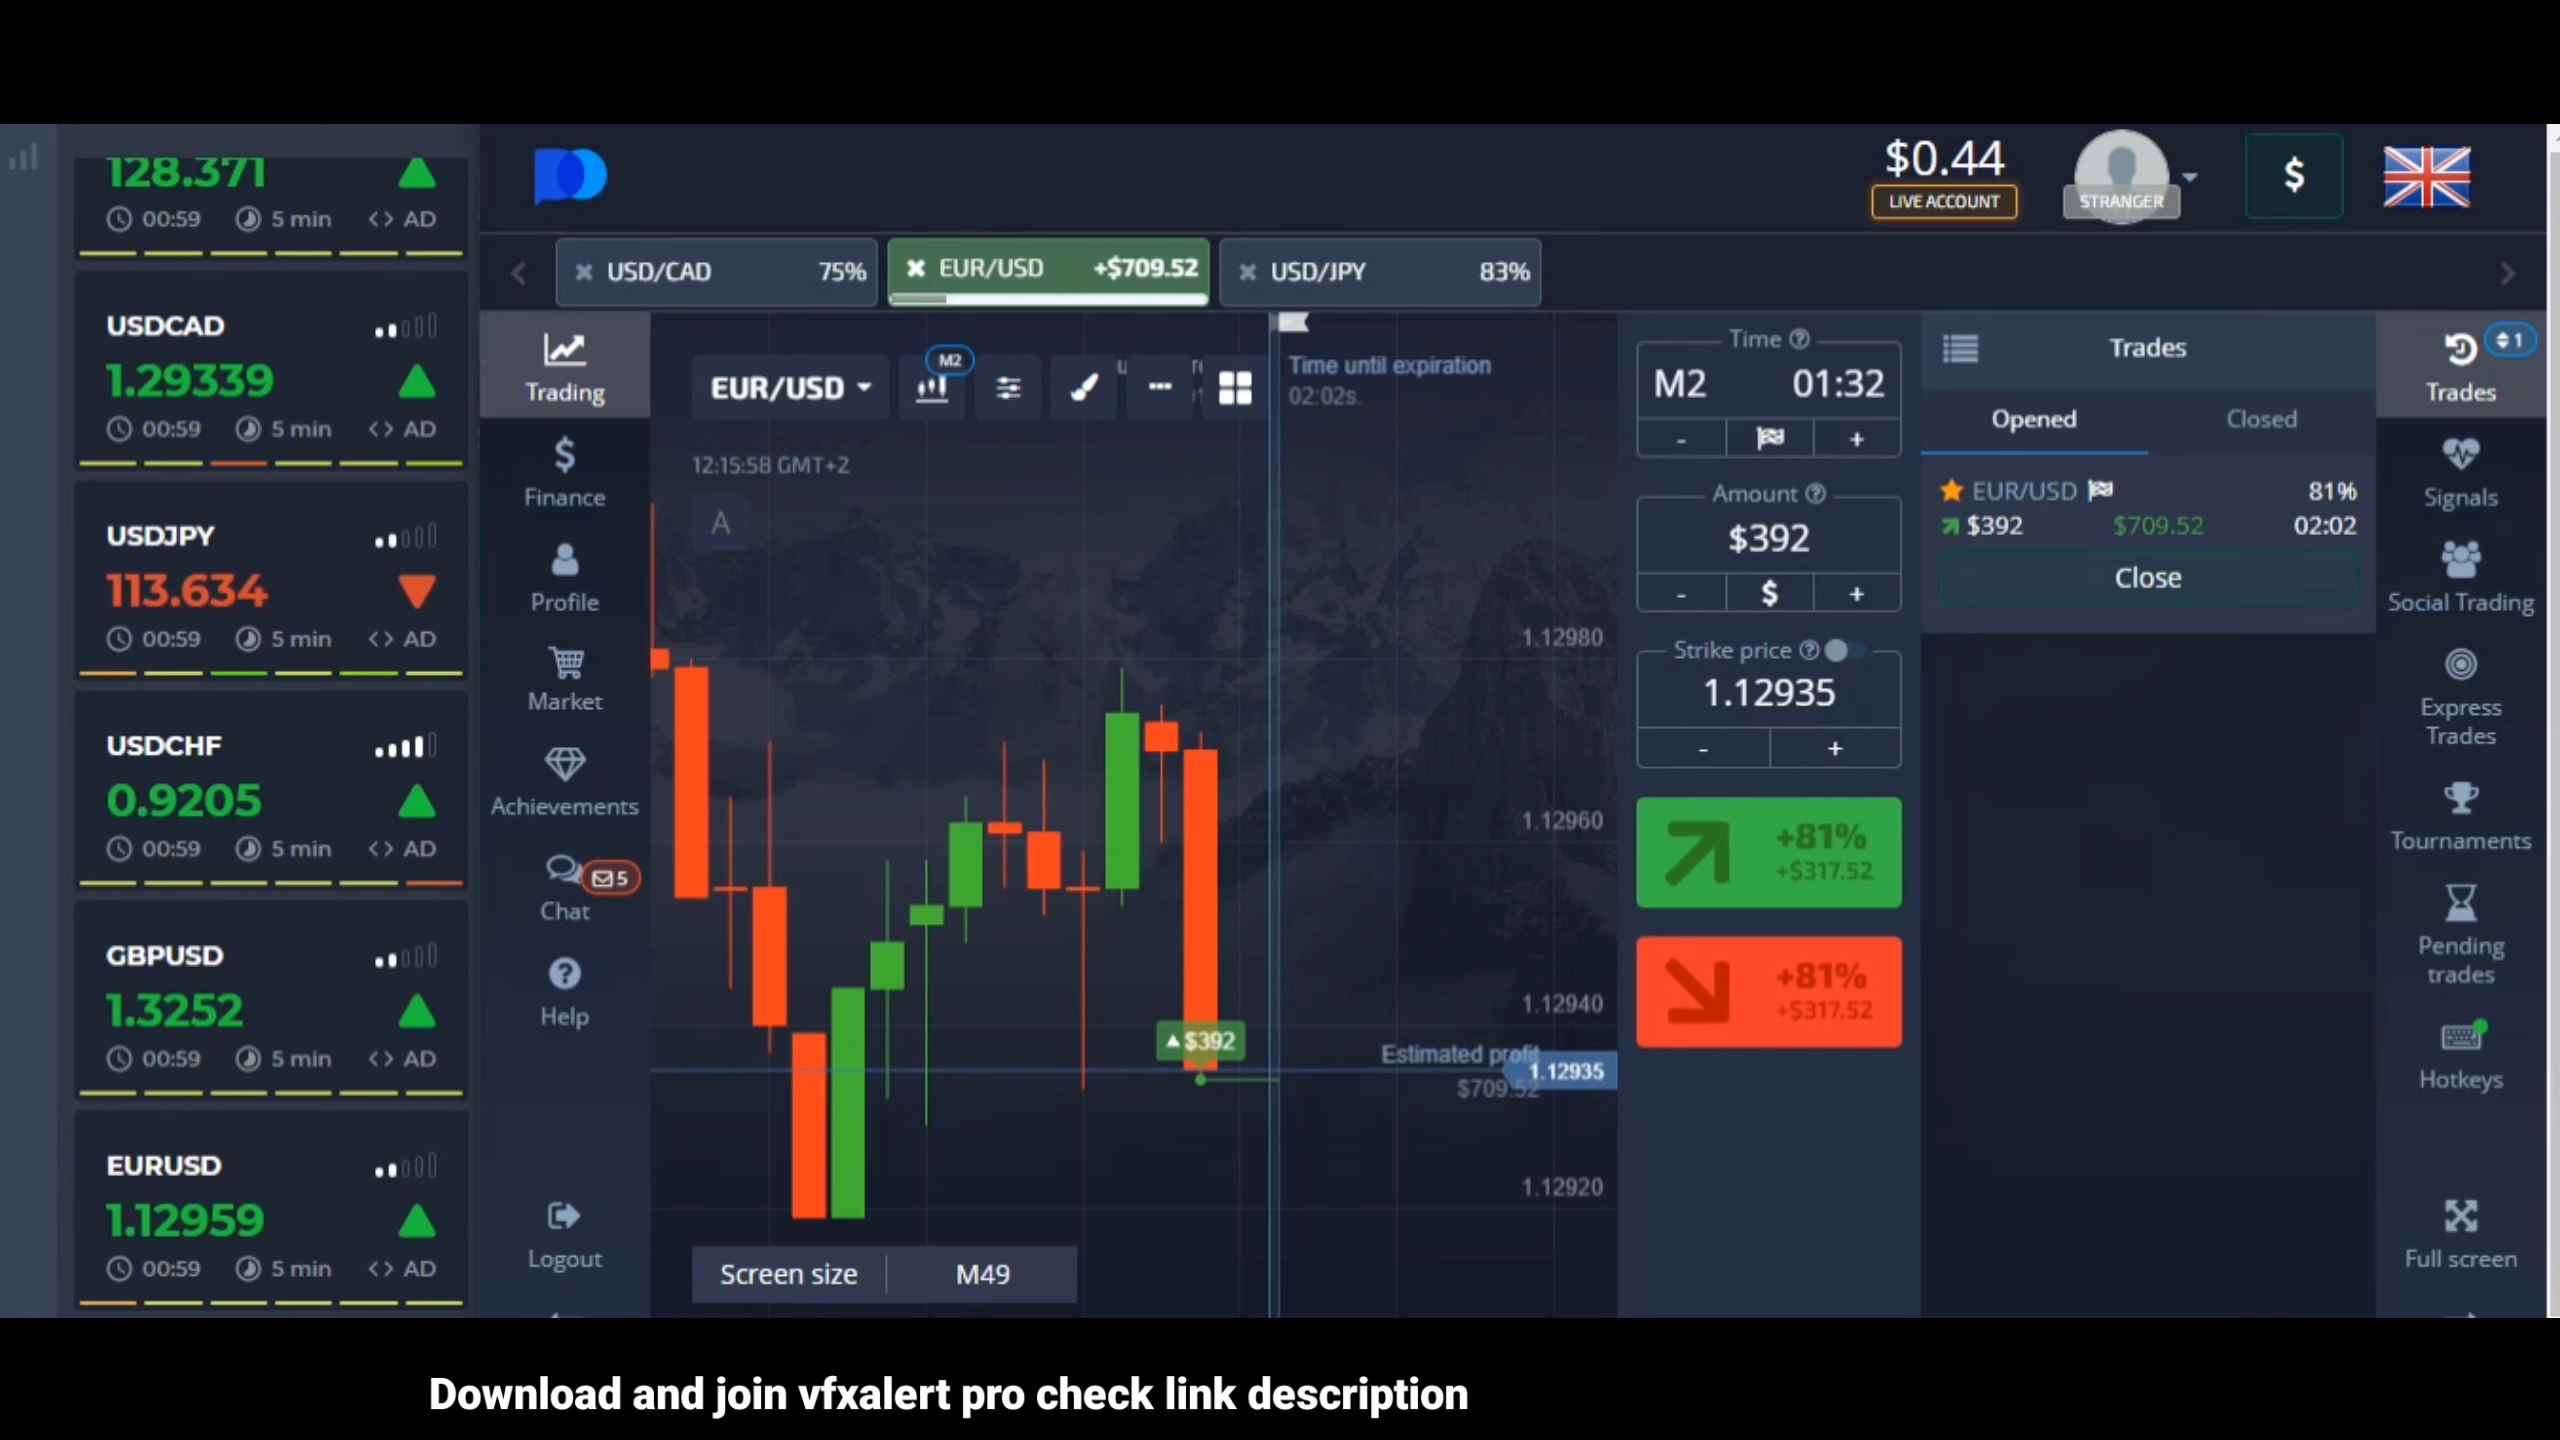 128.371
00:59 5 min <> AD
USDCAD
1.29339
00:59 5 min <> AD
USDJPY
113.634
00:59 5 min <> AD
USDCHF
0.9205
00:59 5 min <> AD
GBPUSD
1.3252
00:59 5 min <> AD
EURUSD
1.12959
00:59 5 min <> AD
$0.44
LIVE ACCOUNT
STRANGER
$
USD/CAD 75%
EUR/USD +$709.52
USD/JPY 83%
Trading
Finance
Profile
Market
Achievements
5
Chat
Help
Logout
M2
EUR/USD
12:15:58 GMT+2
A
Time until expiration
02:02s.
1.12980
1.12960
1.12940
$392
Estimated profit
1.12935
$709.52
1.12920
Screen size M49
Time
M2 01:32
- +
Amount
$392
- $ +
Strike price
1.12935
- +
+81%
+$317.52
+81%
+$317.52
Trades
Opened Closed
EUR/USD 81%
$392 $709.52 02:02
Close
1
Trades
Signals
Social Trading
Express
Trades
Tournaments
Pending
trades
Hotkeys
Full screen
Download and join vfxalert pro check link description